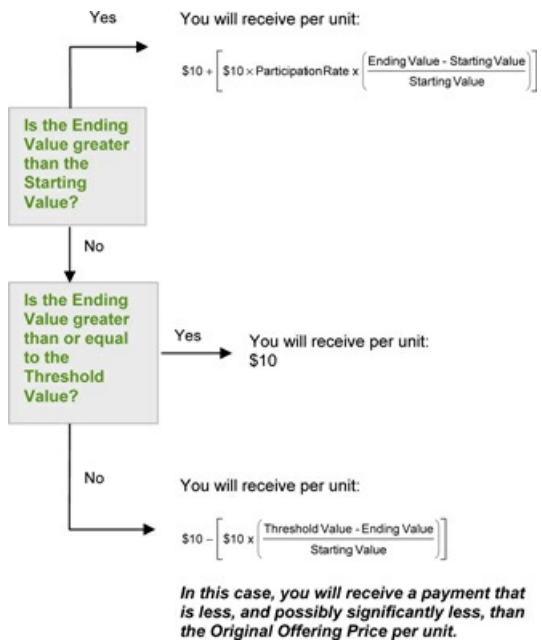 Yes
You will receive per unit:
$10 + [ $10 × Participation Rate x ( Ending Value - Starting Value / Starting Value ) ]
Is the Ending
Value greater
than the
Starting
Value?
No
Is the Ending
Value greater
than or equal
to the
Threshold
Value?
Yes
You will receive per unit:
$10
No
You will receive per unit:
$10 – [ $10 x ( Threshold Value - Ending Value / Starting Value ) ]
In this case, you will receive a payment that
is less, and possibly significantly less, than
the Original Offering Price per unit.